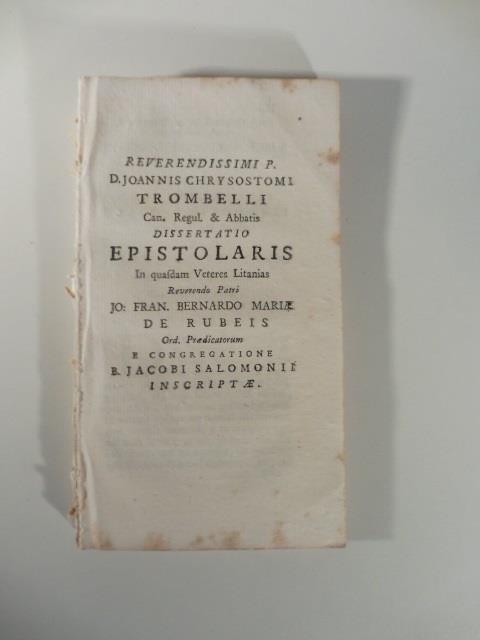 REVERENDISSIMI P.
D. JOANNIS CHRYSOSTOMI
TROMBELLI
Can. Regul. & Abbatis
DISSERTATIO
EPISTOLARIS
In quaſdam Veteres Litanias
Reverendo Patri
JO: FRAN. BERNARDO MARIÆ
DE RUBEIS
Ord. Prædicatorum
E CONGREGATIONE
B. JACOBI SALOMONII
INSCRIPTÆ.